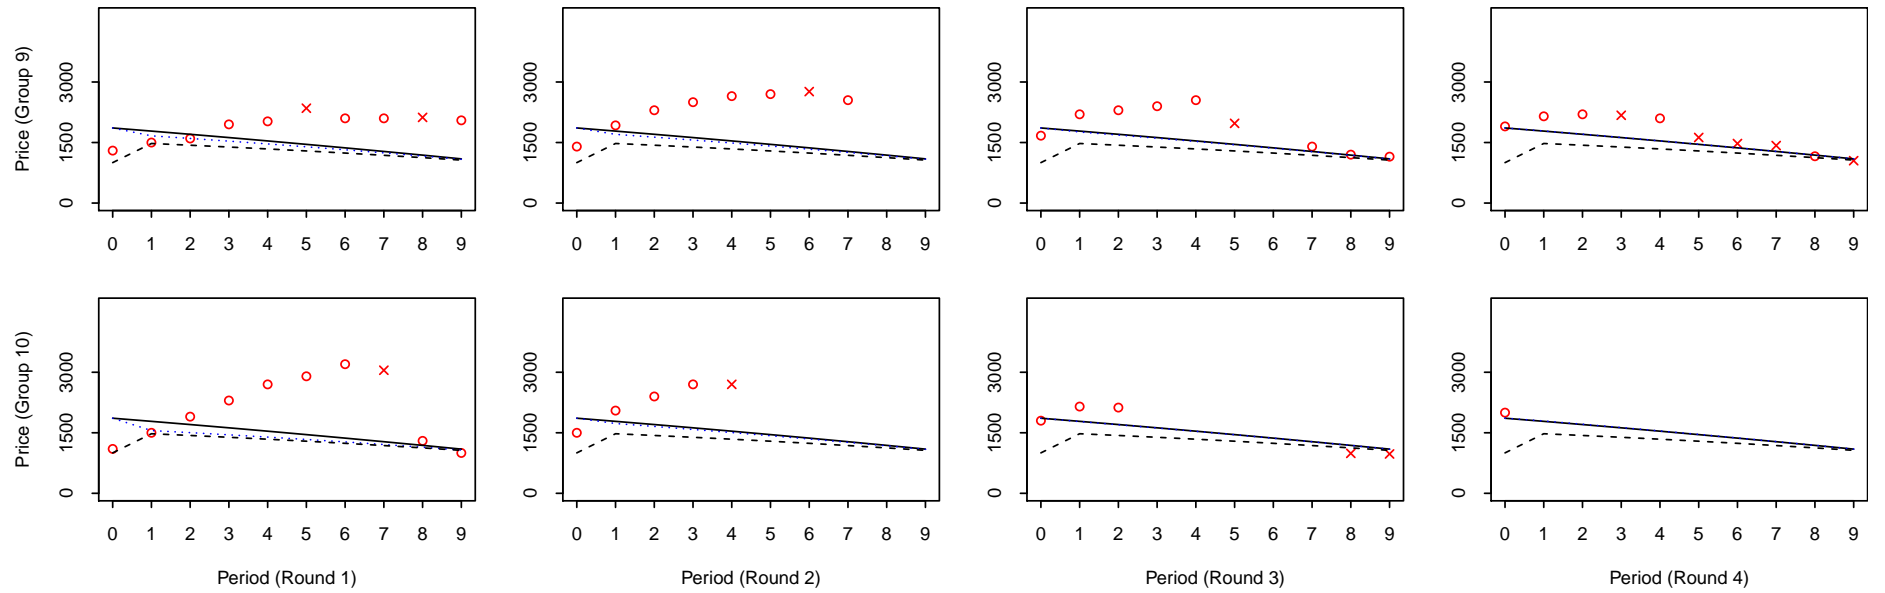 Price (Group 9)
3000
1500
0
0 1 2 3 4 5 6 7 8 9
3000
1500
0
0 1 2 3 4 5 6 7 8 9
3000
1500
0
0 1 2 3 4 5 6 7 8 9
3000
1500
0
0 1 2 3 4 5 6 7 8 9
Price (Group 10)
3000
1500
0
0 1 2 3 4 5 6 7 8 9
Period (Round 1)
3000
1500
0
0 1 2 3 4 5 6 7 8 9
Period (Round 2)
3000
1500
0
0 1 2 3 4 5 6 7 8 9
Period (Round 3)
3000
1500
0
0 1 2 3 4 5 6 7 8 9
Period (Round 4)